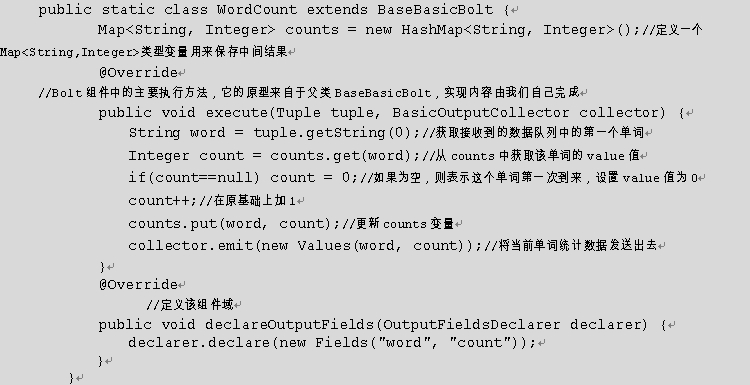 public static class WordCount extends BaseBasicBolt {
Map<String, Integer> counts = new HashMap<String, Integer>();//定义一个
Map<String,Integer>类型变量用来保存中间结果
@Override
//Bolt组件中的主要执行方法，它的原型来自于父类BaseBasicBolt，实现内容由我们自己完成
public void execute(Tuple tuple, BasicOutputCollector collector) {
String word = tuple.getString(0);//获取接收到的数据队列中的第一个单词
Integer count = counts.get(word);//从counts中获取该单词的value值
if(count==null) count = 0;//如果为空，则表示这个单词第一次到来，设置value值为0
count++;//在原基础上加1
counts.put(word, count);//更新counts变量
collector.emit(new Values(word, count));//将当前单词统计数据发送出去
}
@Override
//定义该组件域
public void declareOutputFields(OutputFieldsDeclarer declarer) {
declarer.declare(new Fields("word", "count"));
}
}